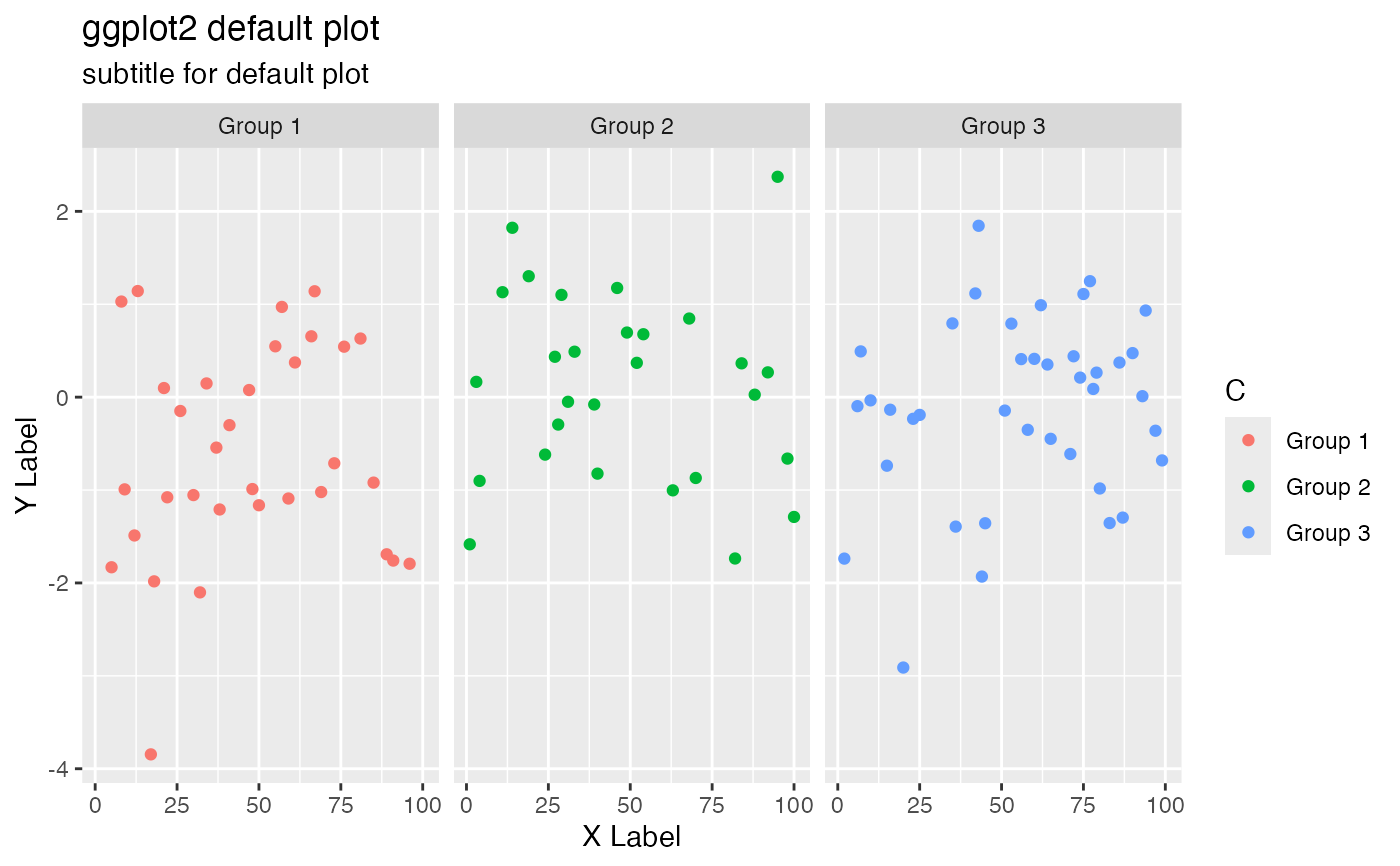 ggplot2 default plot
subtitle for default plot
Group 1 Group 2 Group 3
2
0
-2
-4
Y Label
0 25 50 75 100 0 25 50 75 100 0 25 50 75 100
X Label
C
Group 1
Group 2
Group 3